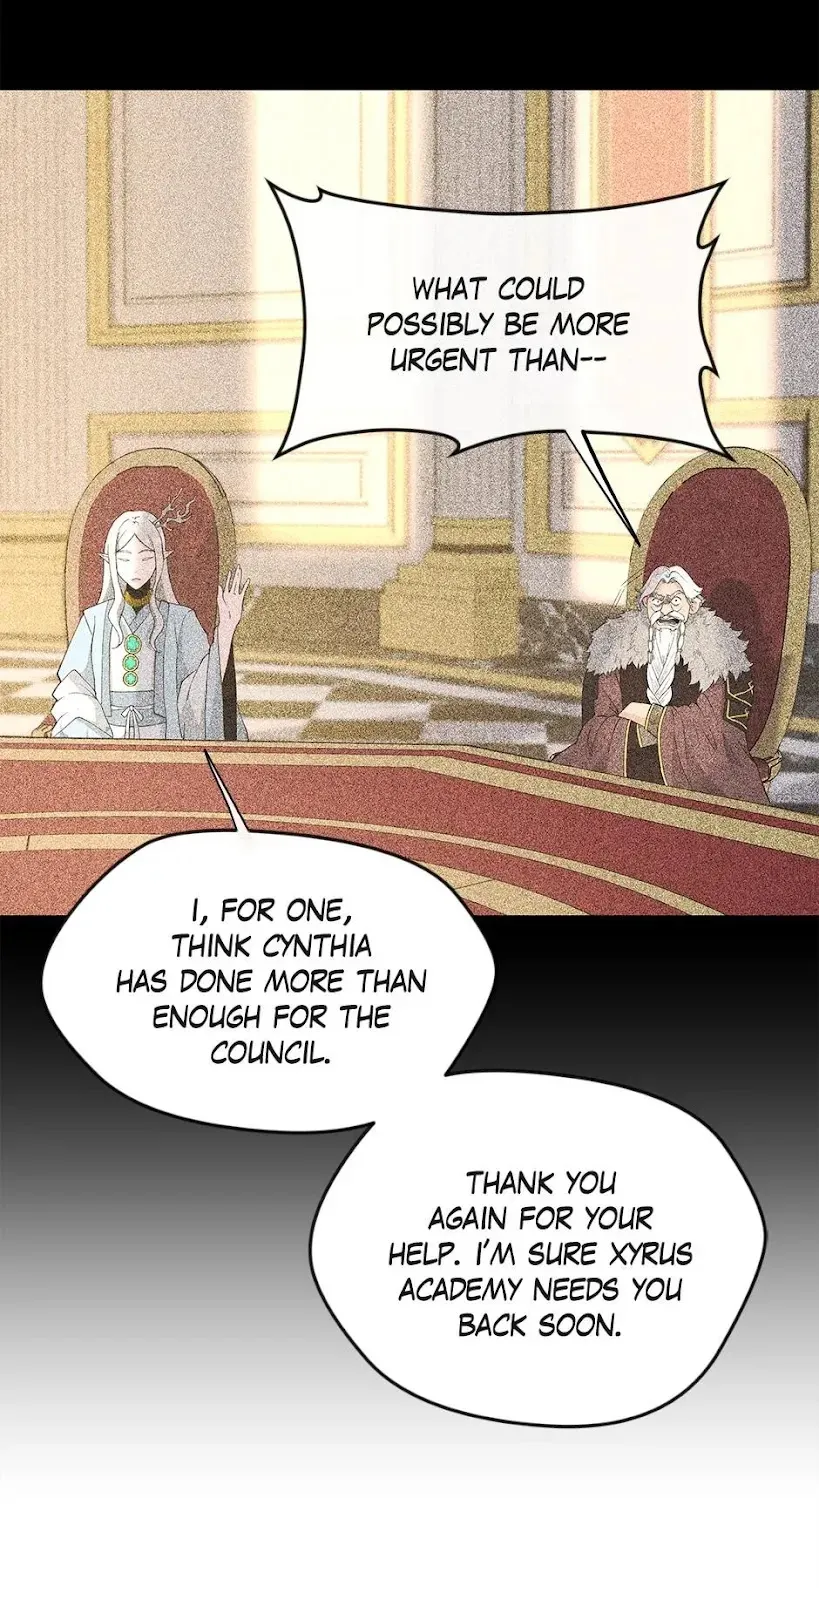 WHAT COULD
POSSIBLY BE MORE
URGENT THAN--
I, FOR ONE,
THINK CYNTHIA
HAS DONE MORE THAN
ENOUGH FOR THE
COUNCIL.
THANK YOU
AGAIN FOR YOUR
HELP. I'M SURE XYRUS
ACADEMY NEEDS YOU
BACK SOON.